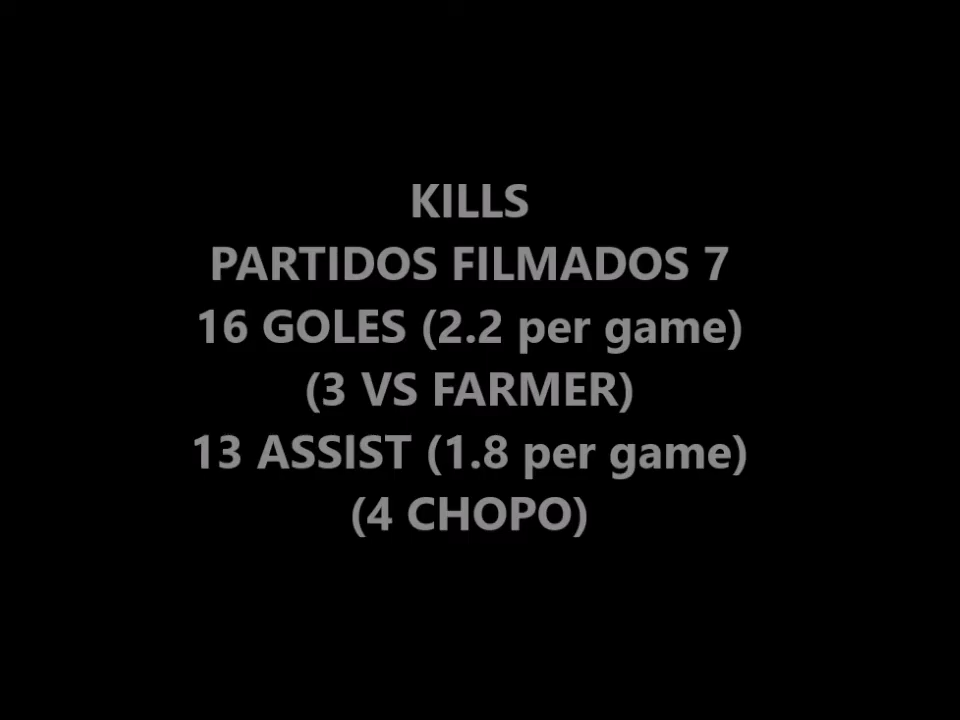 KILLS
PARTIDOS FILMADOS 7
16 GOLES (2.2 per game)
(3 VS FARMER)
13 ASSIST (1.8 per game)
(4 CHOPO)